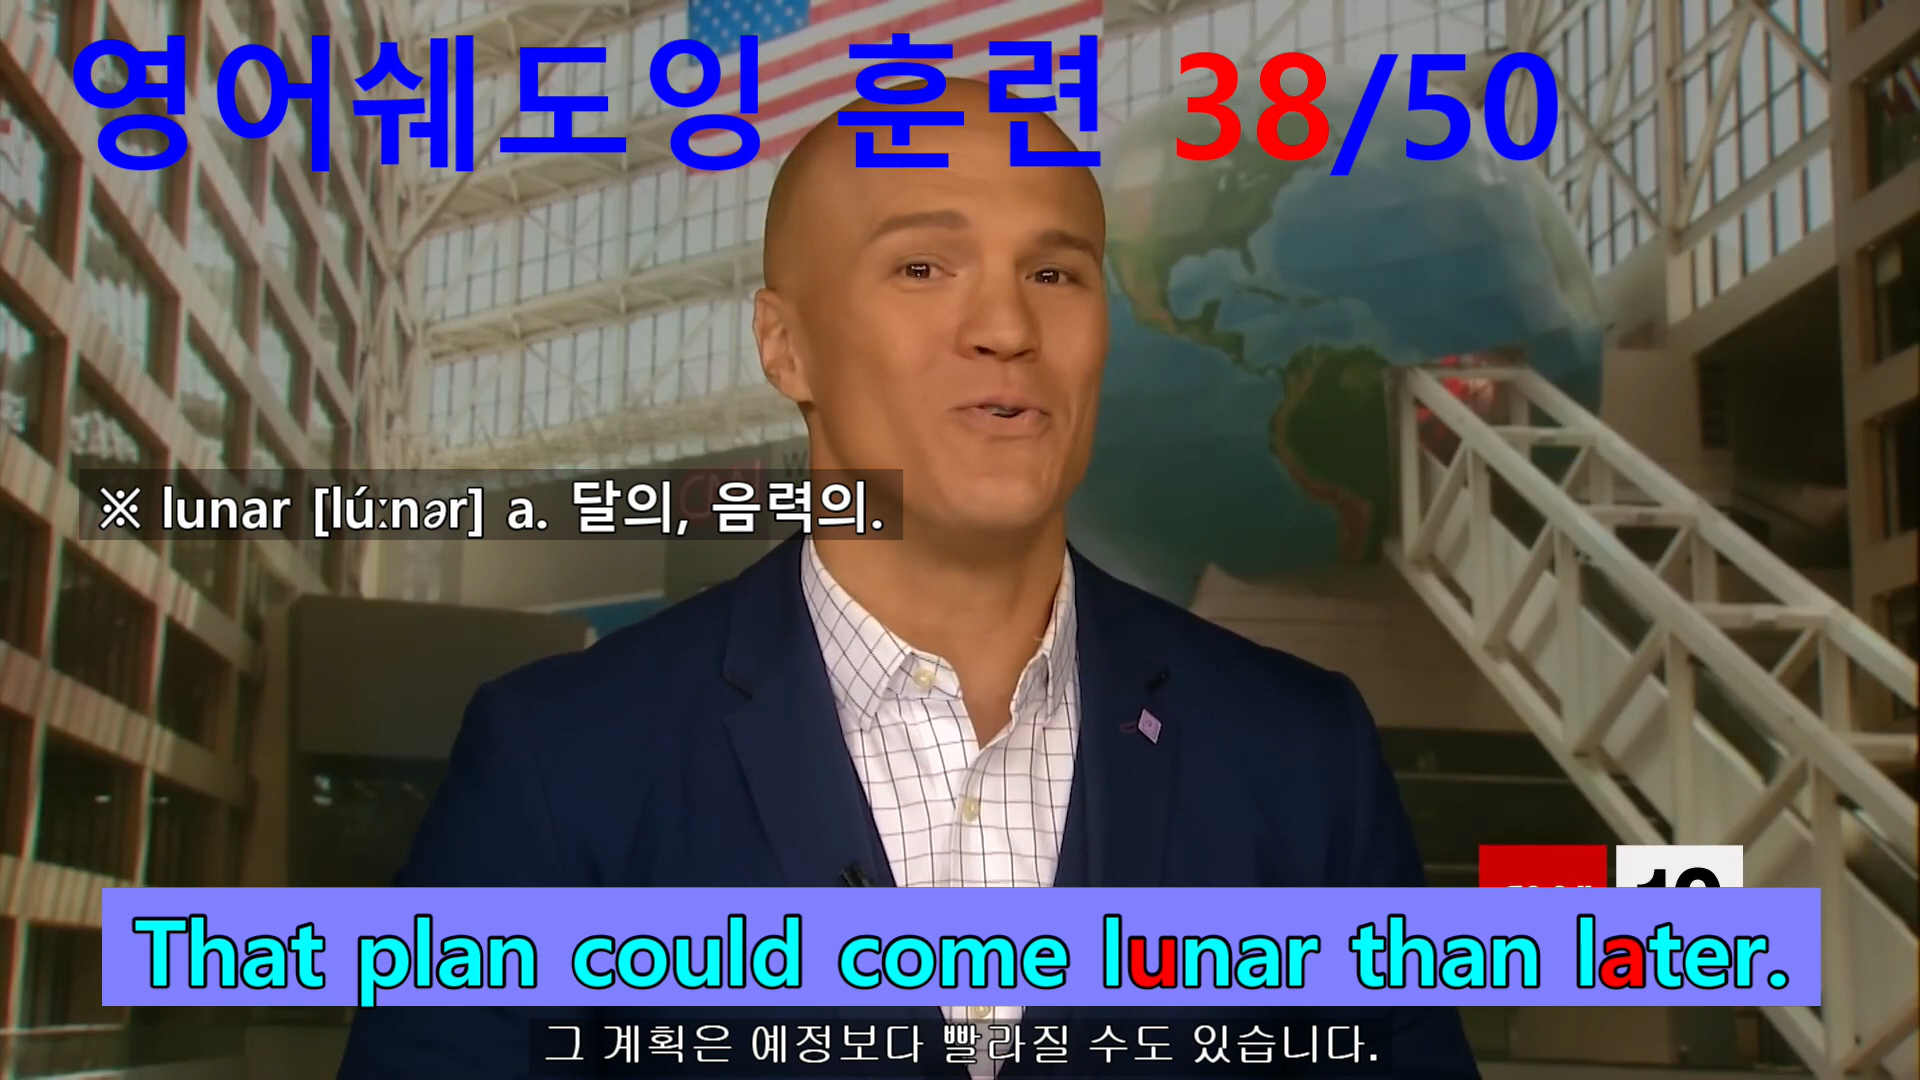 영어쉐도잉 훈련 38/50
※ lunar [lúːnər] a. 달의, 음력의.
That plan could come lunar than later.
그 계획은 예정보다 빨라질 수도 있습니다.